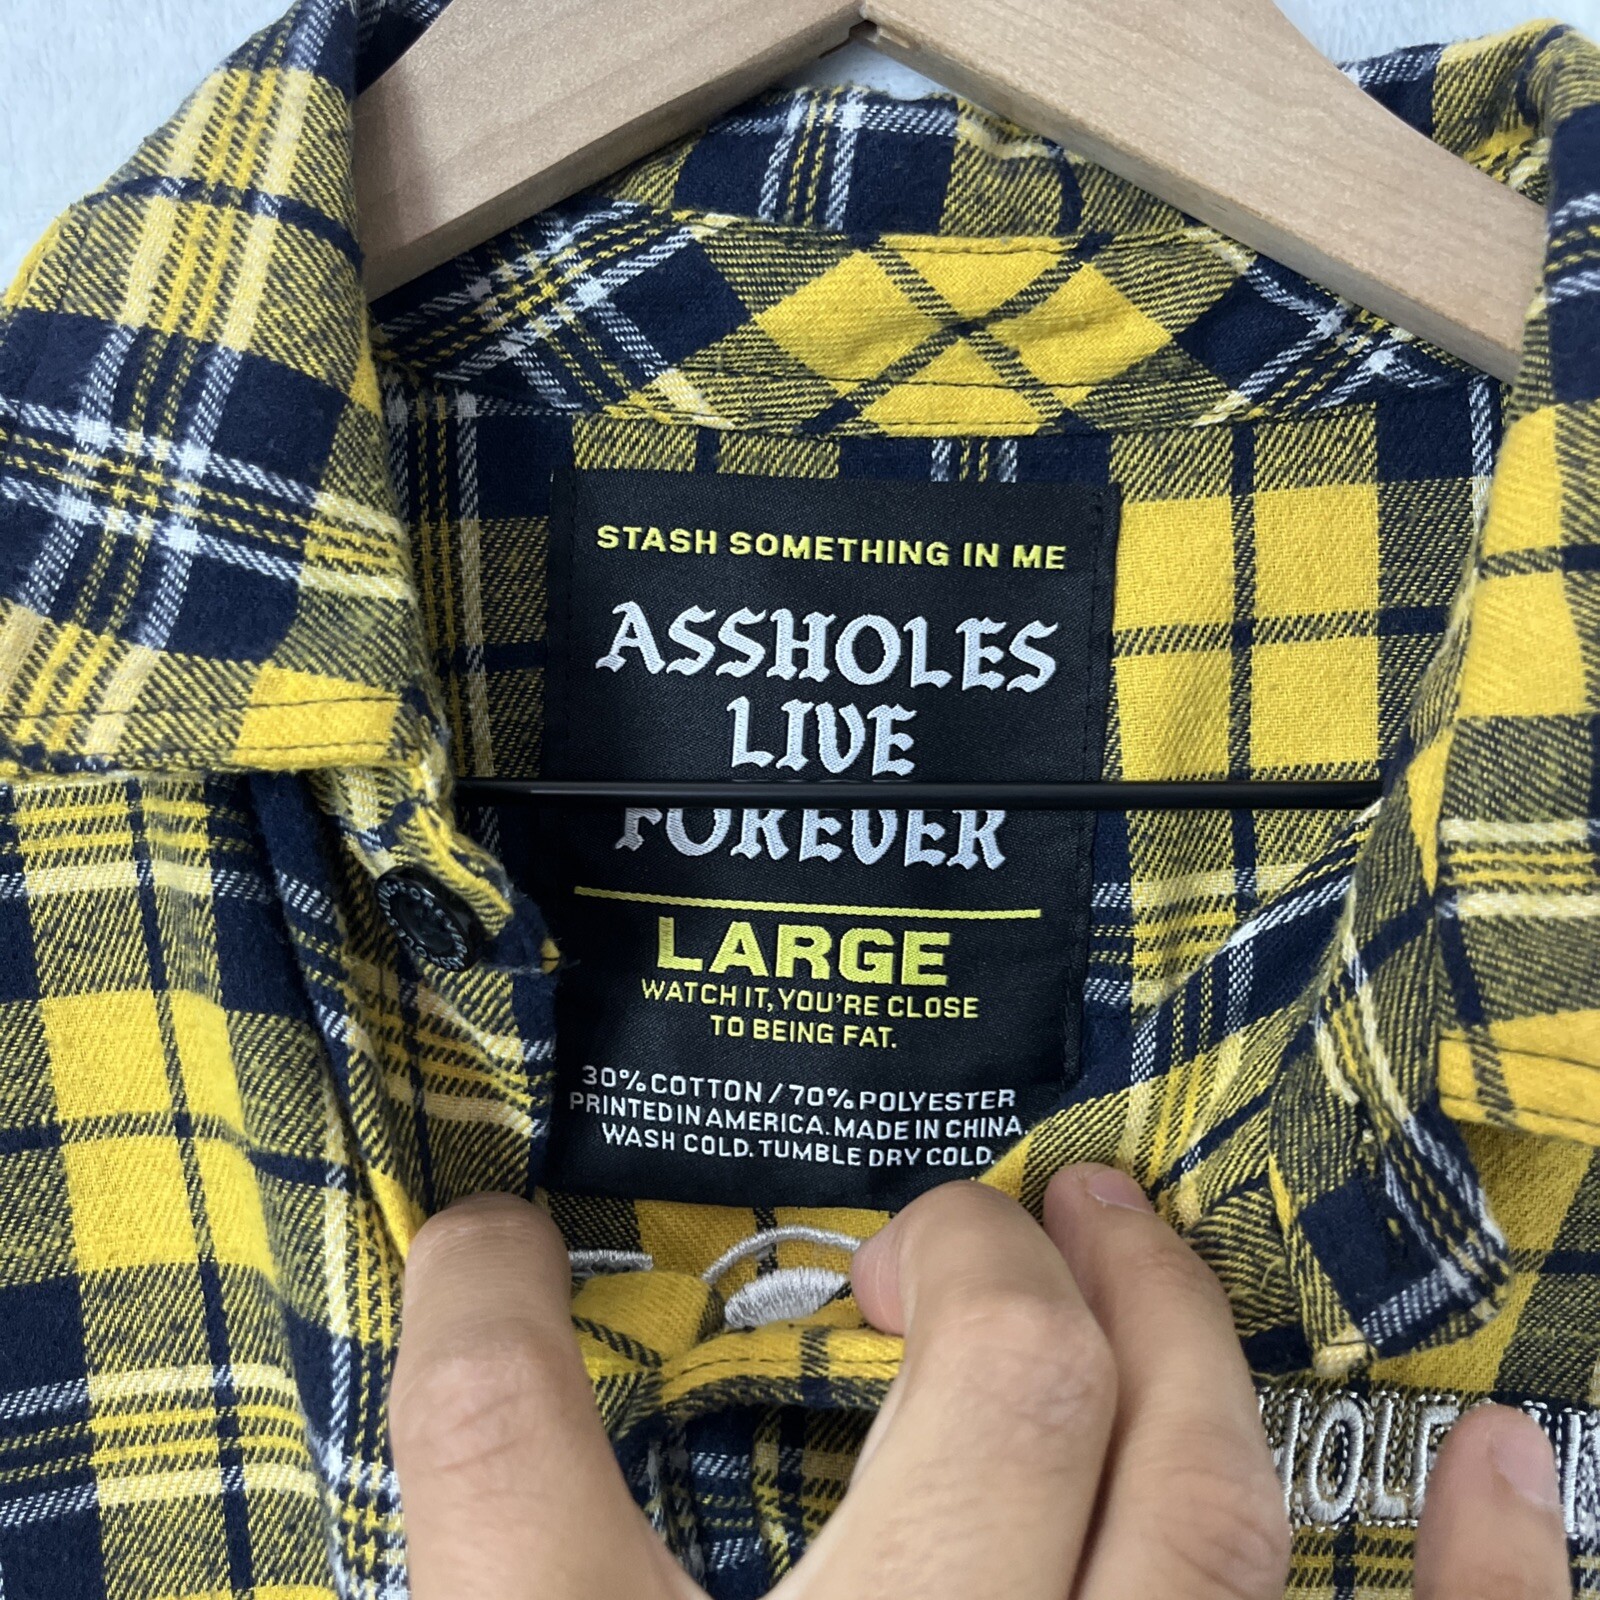 STASH SOMETHING IN ME
ASSHOLES
LIVE
FOREVER
LARGE
WATCH IT, YOU'RE CLOSE
TO BEING FAT.
30% COTTON / 70% POLYESTER
PRINTED IN AMERICA. MADE IN CHINA.
WASH COLD. TUMBLE DRY COLD.